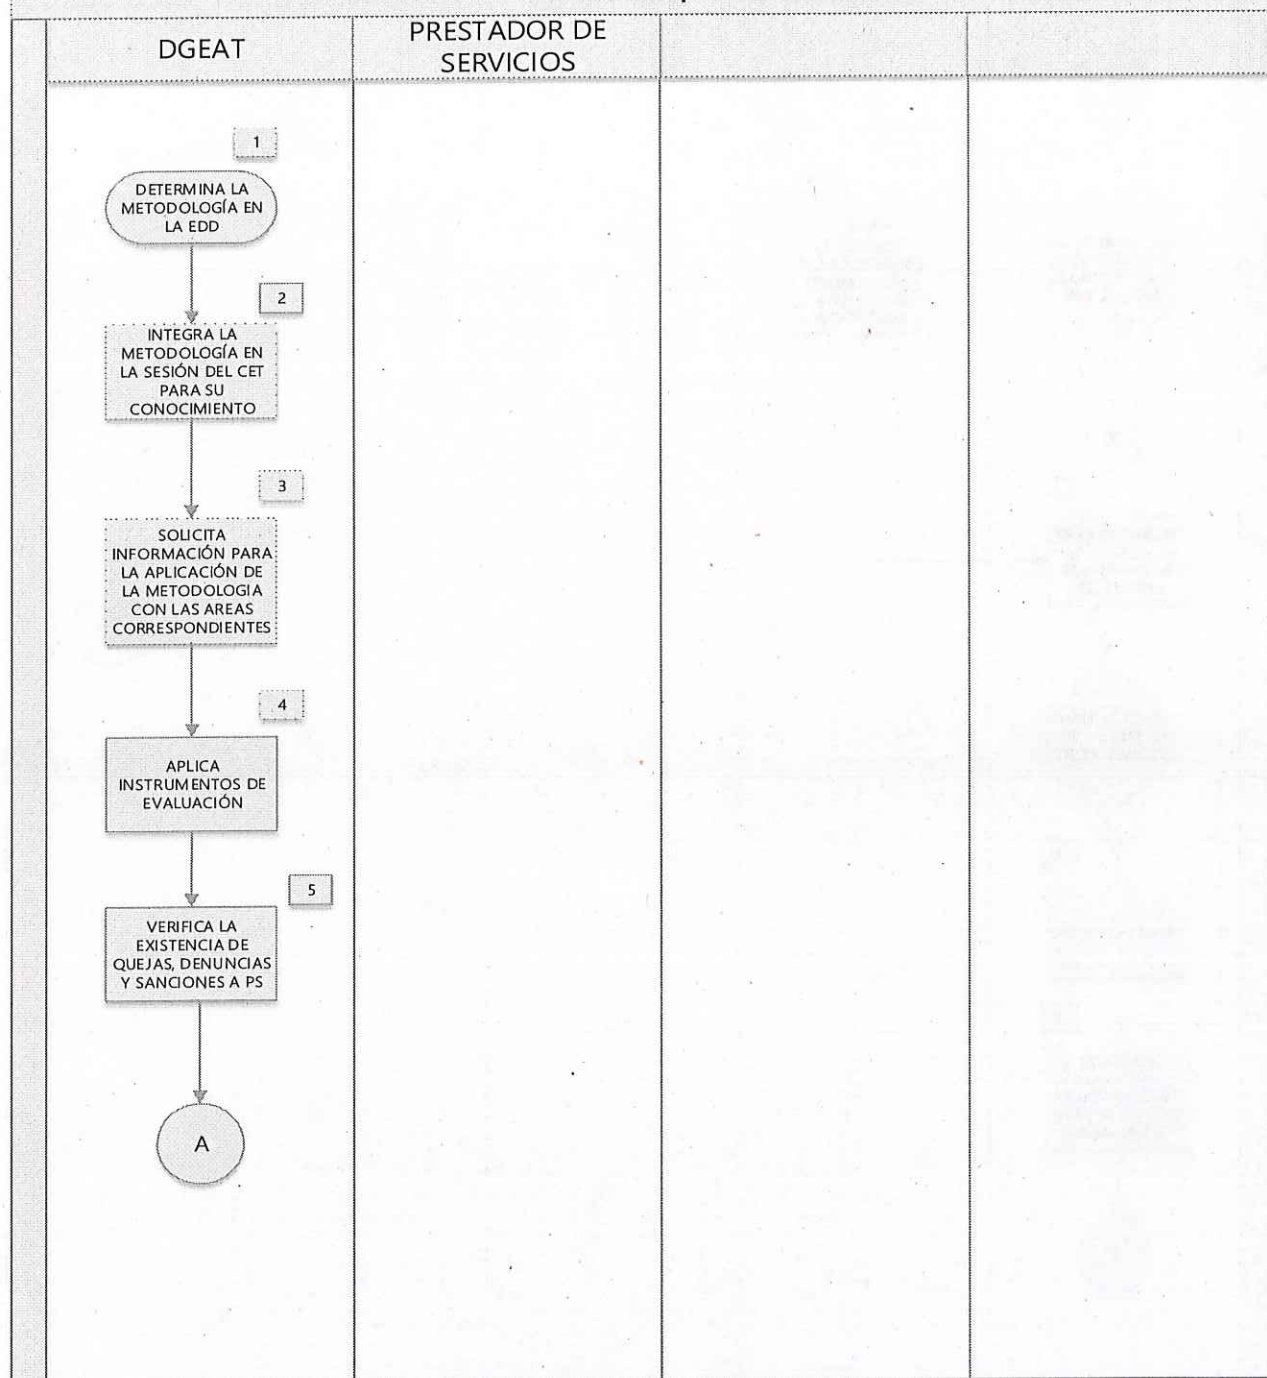 DGEAT
PRESTADOR DE
SERVICIOS
1
DETERMINA LA
METODOLOGÍA EN
LA EDD
2
INTEGRA LA
METODOLOGÍA EN
LA SESIÓN DEL CET
PARA SU
CONOCIMIENTO
3
SOLICITA
INFORMACIÓN PARA
LA APLICACIÓN DE
LA METODOLOGIA
CON LAS AREAS
CORRESPONDIENTES
4
APLICA
INSTRUMENTOS DE
EVALUACIÓN
5
VERIFICA LA
EXISTENCIA DE
QUEJAS, DENUNCIAS
Y SANCIONES A PS
A